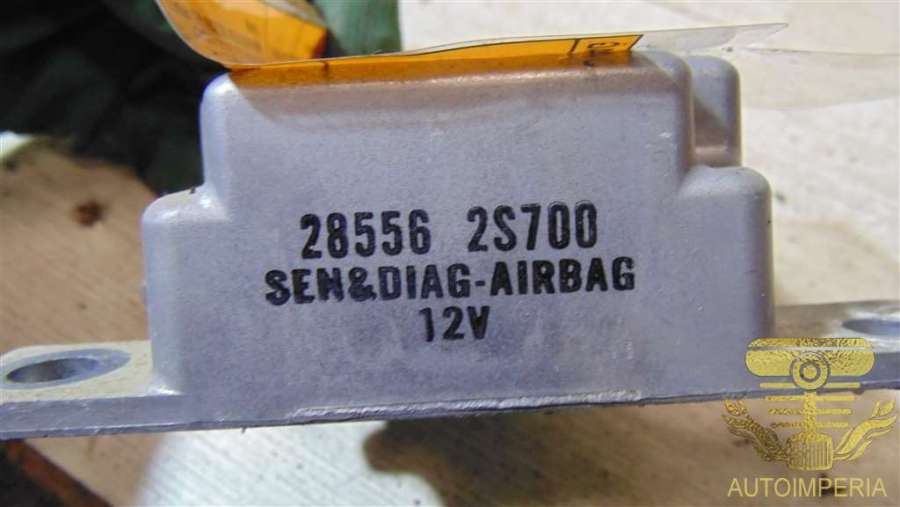 28556 2S700
SEN&DIAG-AIRBAG
12V
AUTOIMPERIA